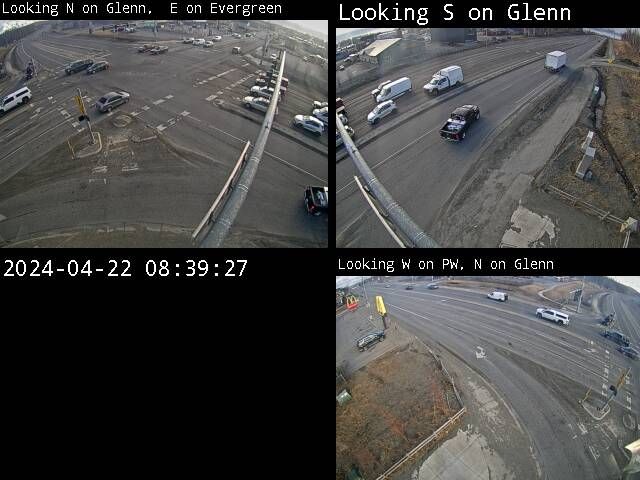 Looking N on Glenn,  E on Evergreen
Looking S on Glenn
2024-04-22 08:39:27
Looking W on PW, N on Glenn